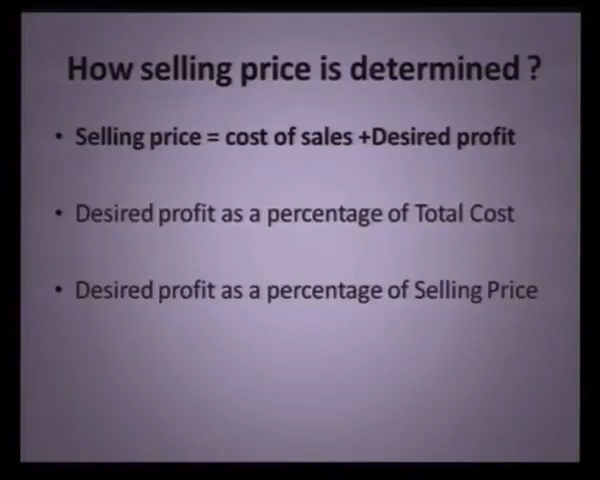 How selling price is determined ?
• Selling price = cost of sales +Desired profit
• Desired profit as a percentage of Total Cost
• Desired profit as a percentage of Selling Price